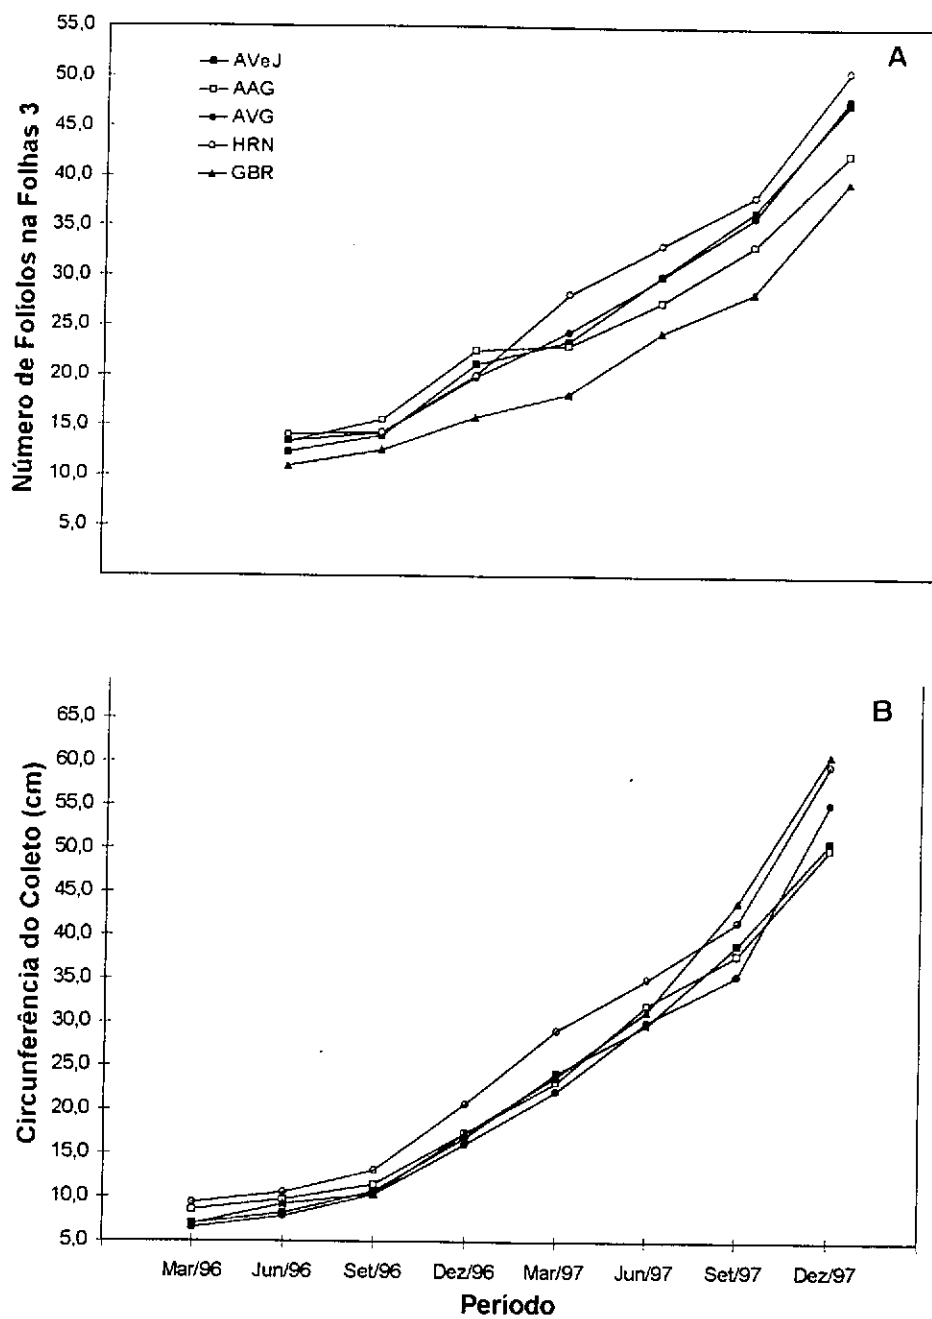 55,0
A
50,0
45,0
40,0
35,0
30,0
25,0
20,0
15,0
10,0
5,0
AVeJ
AAG
AVG
HRN
GBR
Número de Folíolos na Folhas 3
B
65,0
60,0
55,0
50,0
45,0
40,0
35,0
30,0
25,0
20,0
15,0
10,0
5,0
Circunferência do Coleto (cm)
Mar/96 Jun/96 Set/96 Dez/96 Mar/97 Jun/97 Set/97 Dez/97
Período